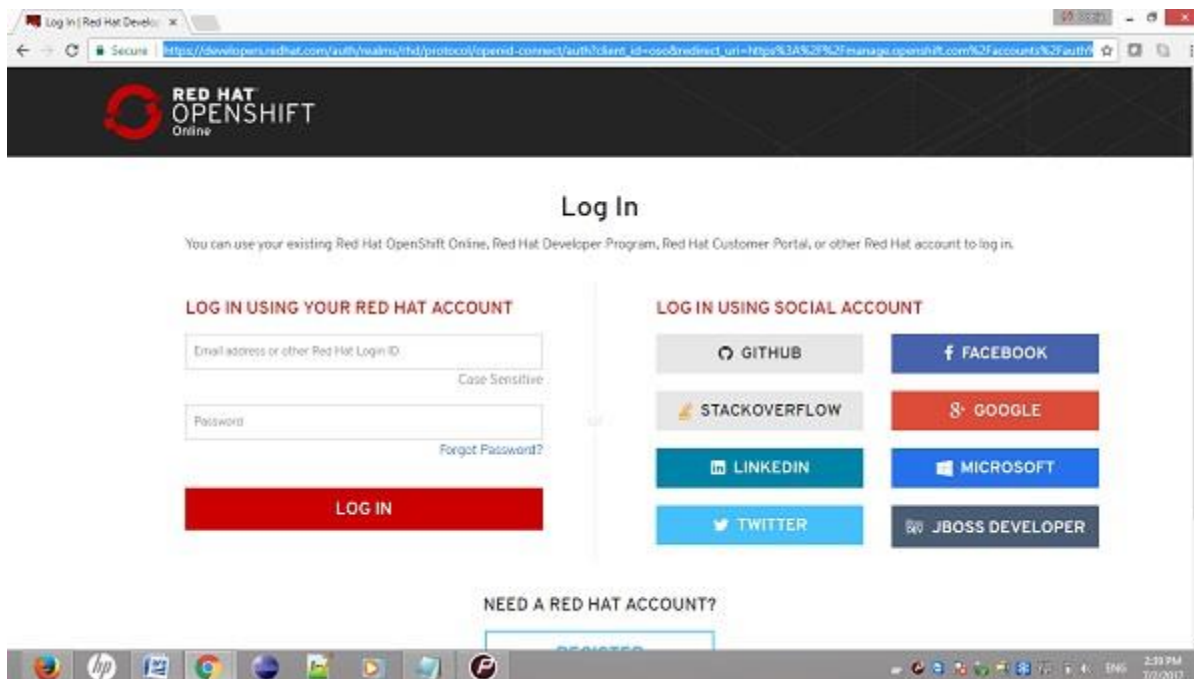 Log In | Red Hat Develo
Secure
https://developers.redhat.com/auth/realms/rhd/protocol/openid-connect/auth?client_id=oso&redirect_uri=https%3A%2F%2Fmanage.openshift.com%2Faccounts%2Fauth%
RED HAT
OPENSHIFT
Online
Log In
You can use your existing Red Hat OpenShift Online, Red Hat Developer Program, Red Hat Customer Portal, or other Red Hat account to log in.
LOG IN USING YOUR RED HAT ACCOUNT
Email address or other Red Hat Login ID
Case Sensitive
Password
Forgot Password?
LOG IN
LOG IN USING SOCIAL ACCOUNT
GITHUB
FACEBOOK
STACKOVERFLOW
GOOGLE
LINKEDIN
MICROSOFT
TWITTER
JBOSS DEVELOPER
NEED A RED HAT ACCOUNT?
REGISTER
ENG
2:39 PM
7/2/2017